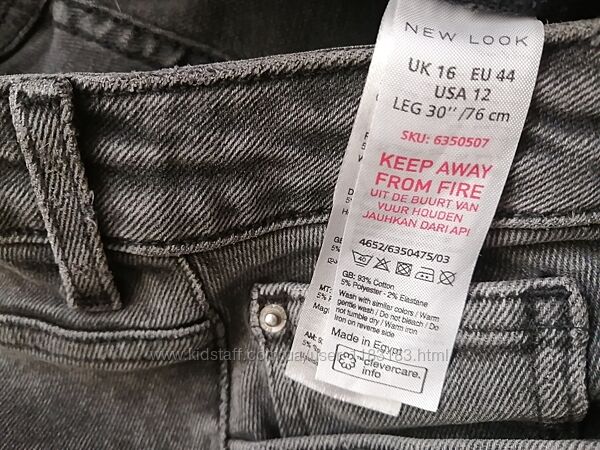 NEW LOOK
UK 16 EU 44
USA 12
LEG 30''/76 cm
SKU: 6350507
KEEP AWAY
FROM FIRE
UIT DE BUURT VAN
VUUR HOUDEN
JAUHKAN DARI API
4652/6350475/03
40
GB: 93% Cotton
5% Polyester - 2% Elastane
Wash with similar colors / Warm
gentle wash / Do not bleach / Do
not tumble dry / Warm iron
Iron on reverse side
Made in Egypt
clevercare.
info